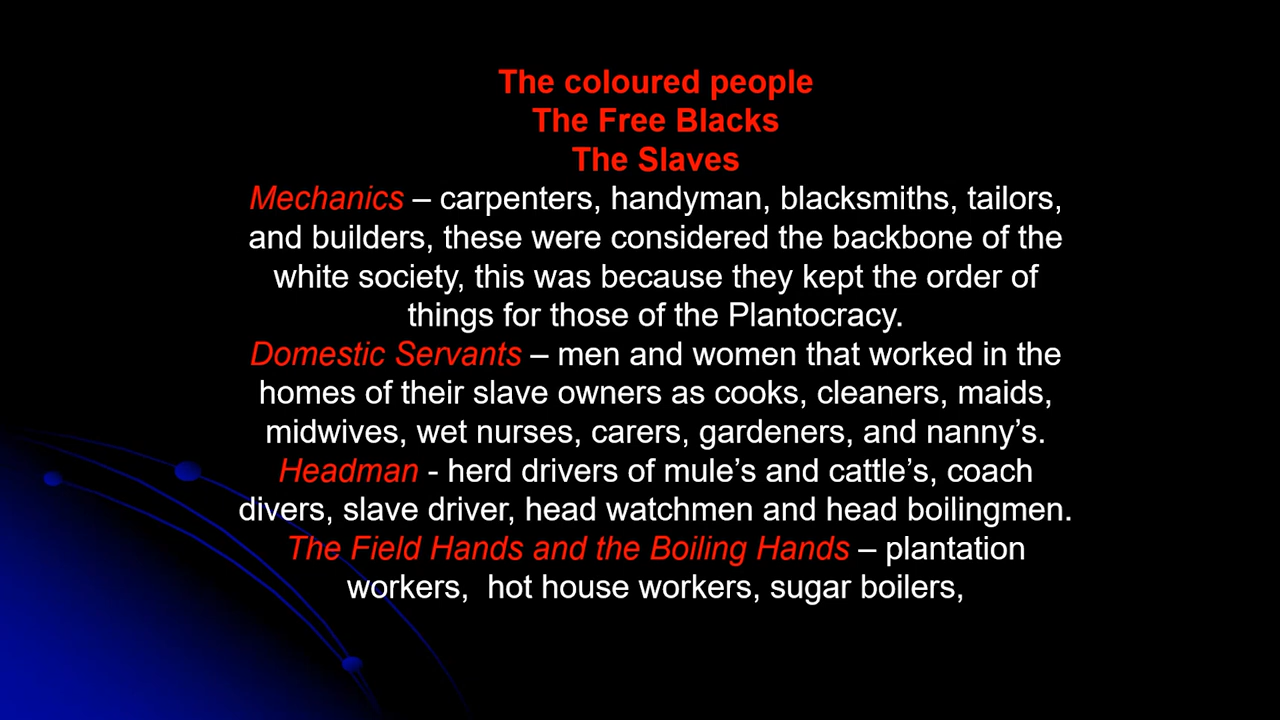 The coloured people
The Free Blacks
The Slaves
Mechanics – carpenters, handyman, blacksmiths, tailors,
and builders, these were considered the backbone of the
white society, this was because they kept the order of
things for those of the Plantocracy.
Domestic Servants – men and women that worked in the
homes of their slave owners as cooks, cleaners, maids,
midwives, wet nurses, carers, gardeners, and nanny’s.
Headman - herd drivers of mule’s and cattle’s, coach
divers, slave driver, head watchmen and head boilingmen.
The Field Hands and the Boiling Hands – plantation
workers,  hot house workers, sugar boilers,